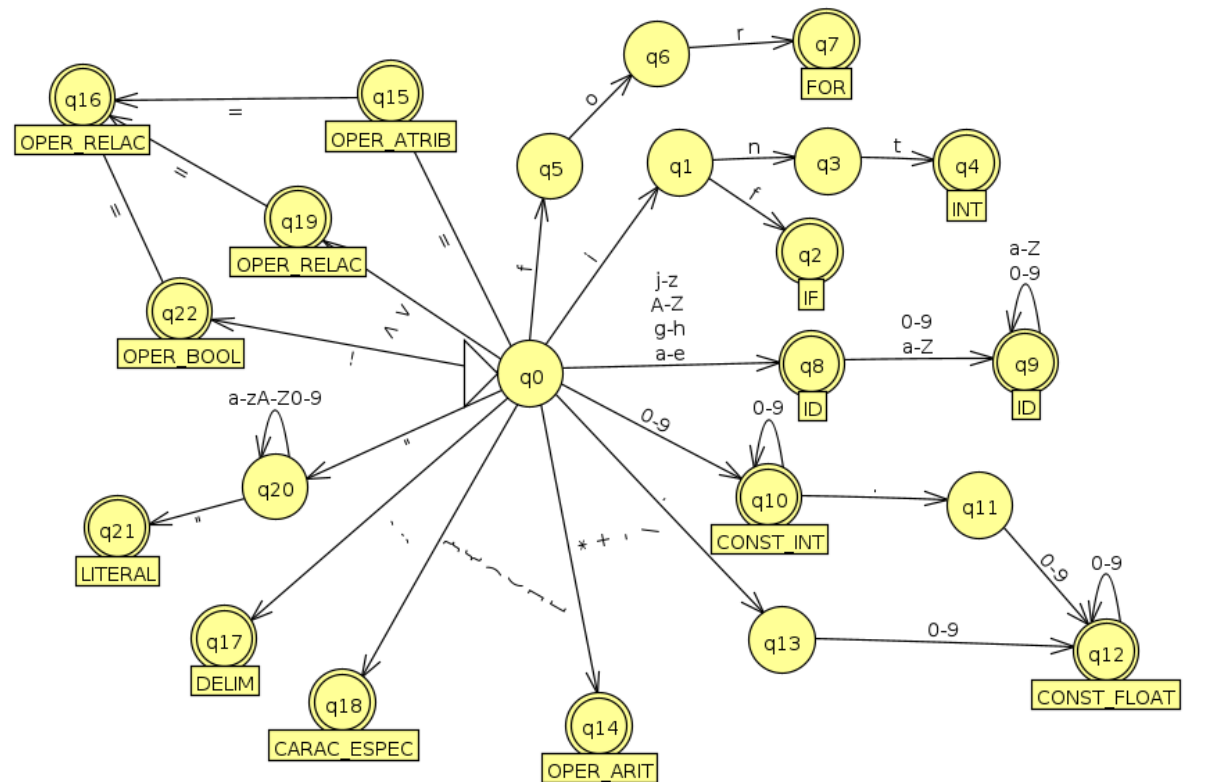 q7
FOR
r
q6
o
q16
OPER_RELAC
=
q15
OPER_ATRIB
q5
q1
n
q3
t
q4
INT
f
q2
IF
=
q19
OPER_RELAC
=
=
f
i
a-Z
0-9
j-z
A-Z
g-h
a-e
q22
OPER_BOOL
!
< >
q0
q8
ID
0-9
a-Z
q9
ID
a-zA-Z0-9
q20
"
0-9
0-9
q10
CONST_INT
.
q11
"
q21
LITERAL
;
} { ) ( ] [
* + - /
.
0-9
0-9
q17
DELIM
q13
0-9
q12
CONST_FLOAT
q18
CARAC_ESPEC
q14
OPER_ARIT